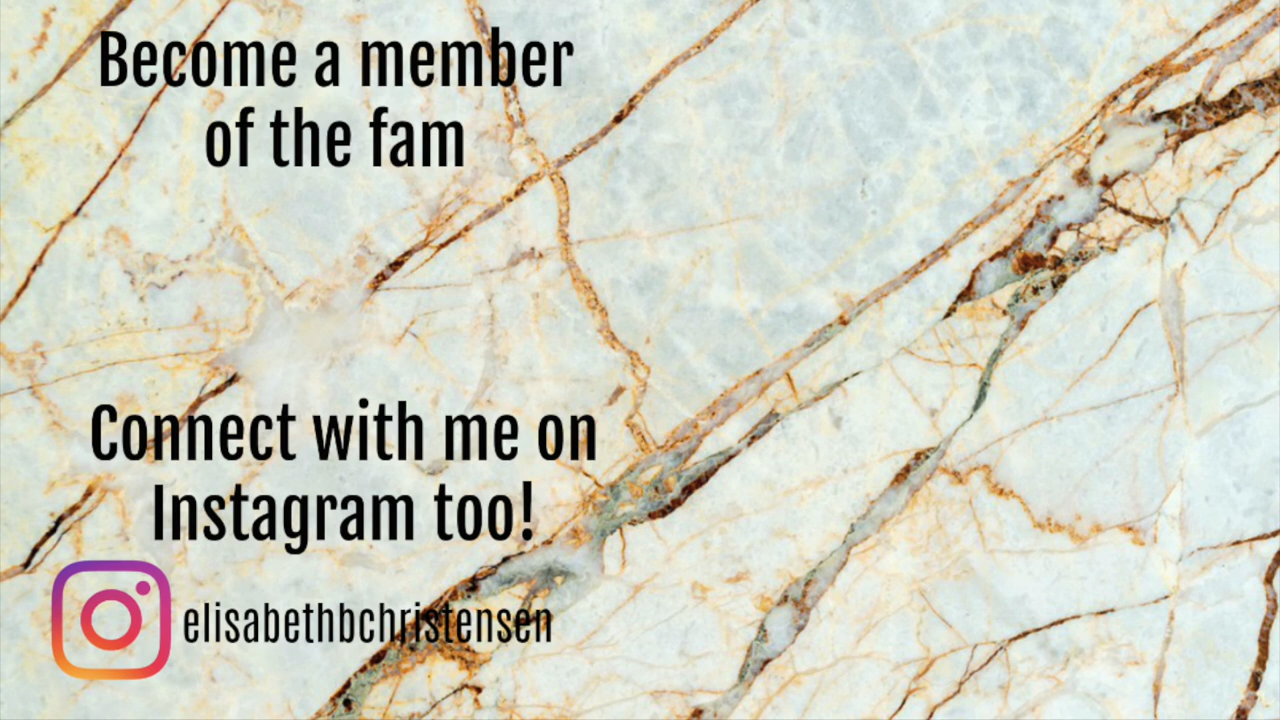 Become a member
of the fam
Connect with me on
Instagram too!
elisabethbchristensen